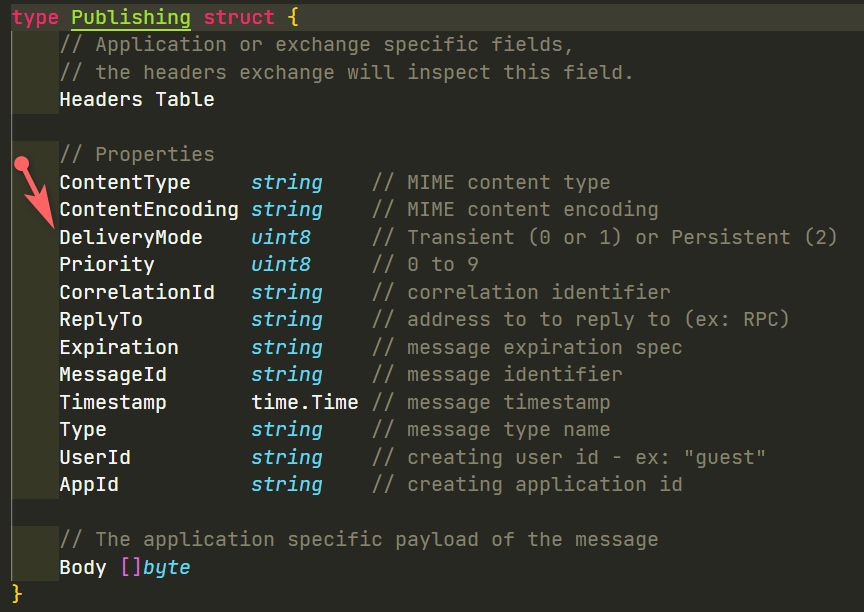 type Publishing struct {
// Application or exchange specific fields,
// the headers exchange will inspect this field.
Headers Table
// Properties
ContentType string // MIME content type
ContentEncoding string // MIME content encoding
DeliveryMode uint8 // Transient (0 or 1) or Persistent (2)
Priority uint8 // 0 to 9
CorrelationId string // correlation identifier
ReplyTo string // address to to reply to (ex: RPC)
Expiration string // message expiration spec
MessageId string // message identifier
Timestamp time.Time // message timestamp
Type string // message type name
UserId string // creating user id - ex: "guest"
AppId string // creating application id
// The application specific payload of the message
Body []byte
}